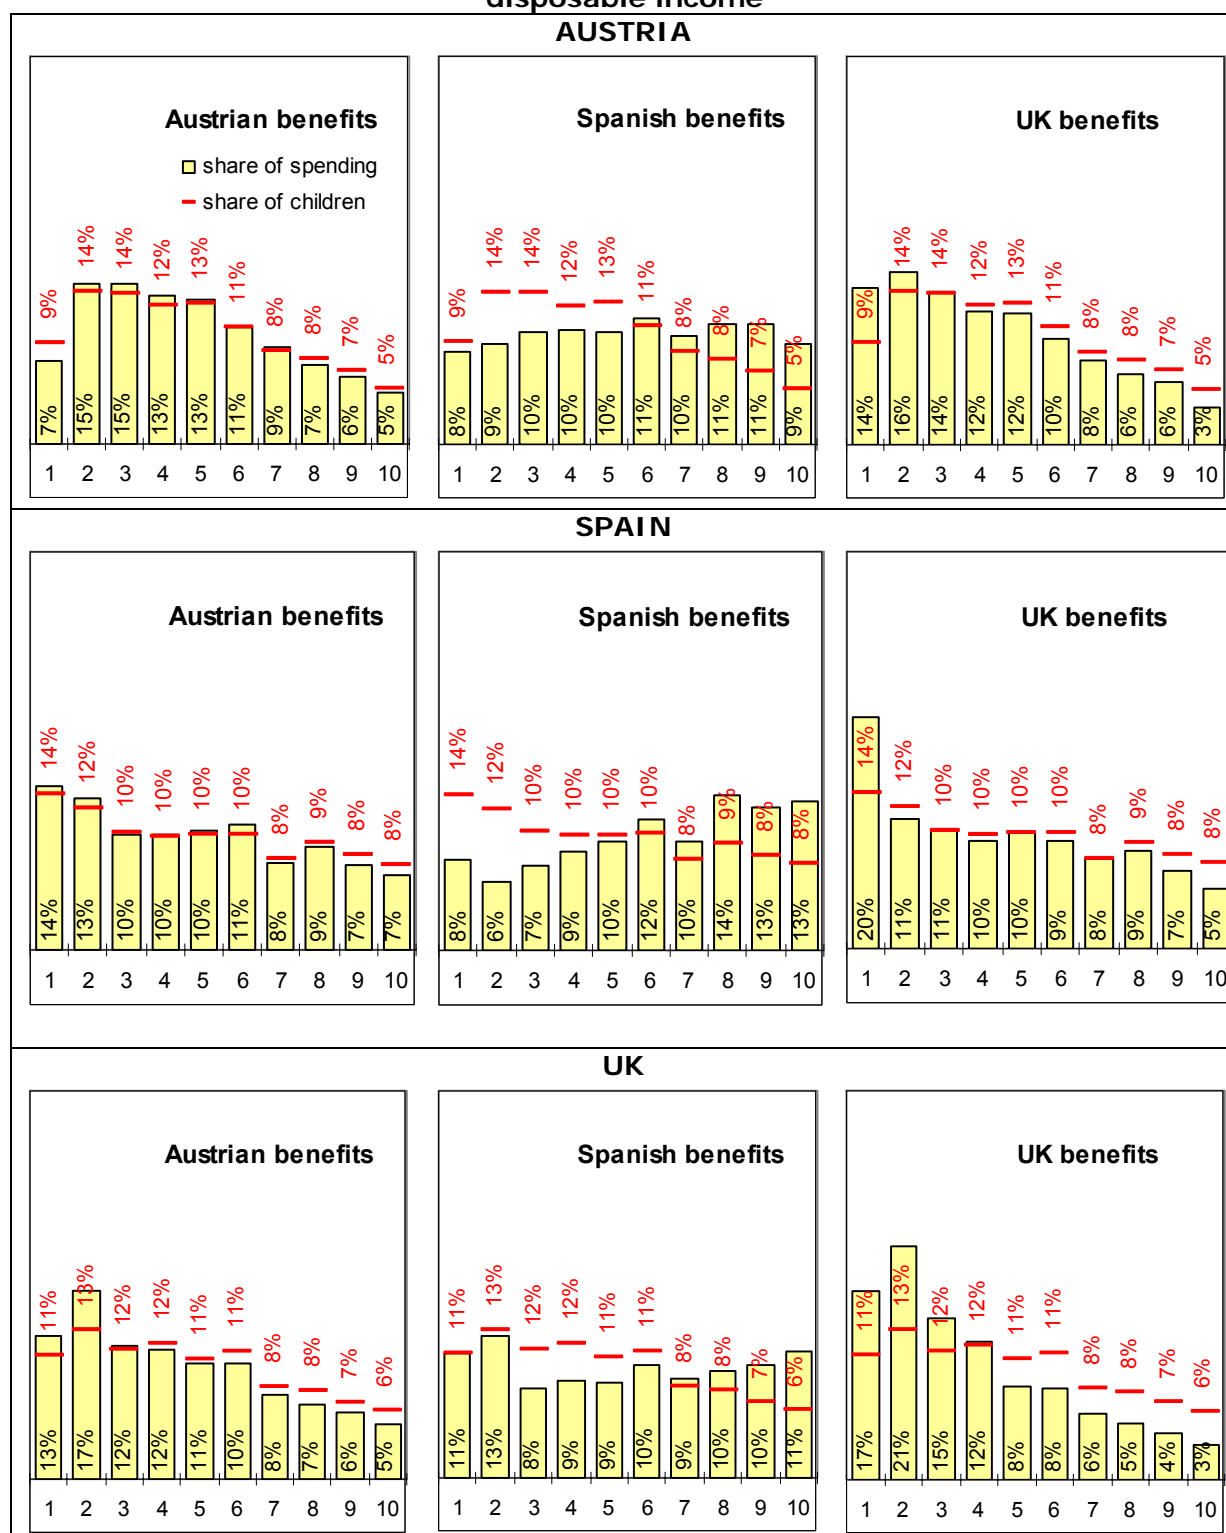 disposable income
AUSTRIA
Austrian benefits
share of spending
share of children
9% 14% 14% 12% 13% 11% 8% 8% 7% 5%
7% 15% 15% 13% 13% 11% 9% 7% 6% 5%
1 2 3 4 5 6 7 8 9 10
Spanish benefits
9% 14% 14% 12% 13% 11% 8% 8% 7% 5%
8% 9% 10% 10% 10% 11% 10% 11% 11% 9%
1 2 3 4 5 6 7 8 9 10
UK benefits
9% 14% 14% 12% 13% 11% 8% 8% 7% 5%
14% 16% 14% 12% 12% 10% 8% 6% 6% 3%
1 2 3 4 5 6 7 8 9 10
SPAIN
Austrian benefits
14% 12% 10% 10% 10% 10% 8% 9% 8% 8%
14% 13% 10% 10% 10% 11% 8% 9% 7% 7%
1 2 3 4 5 6 7 8 9 10
Spanish benefits
14% 12% 10% 10% 10% 10% 8% 9% 8% 8%
8% 6% 7% 9% 10% 12% 10% 14% 13% 13%
1 2 3 4 5 6 7 8 9 10
UK benefits
14% 12% 10% 10% 10% 10% 8% 9% 8% 8%
20% 11% 11% 10% 10% 9% 8% 9% 7% 5%
1 2 3 4 5 6 7 8 9 10
UK
Austrian benefits
11% 13% 12% 12% 11% 11% 8% 8% 7% 6%
13% 17% 12% 12% 11% 10% 8% 7% 6% 5%
1 2 3 4 5 6 7 8 9 10
Spanish benefits
11% 13% 12% 12% 11% 11% 8% 8% 7% 6%
11% 13% 8% 9% 9% 10% 9% 10% 10% 11%
1 2 3 4 5 6 7 8 9 10
UK benefits
11% 13% 12% 12% 11% 11% 8% 8% 7% 6%
17% 21% 15% 12% 8% 8% 6% 5% 4% 3%
1 2 3 4 5 6 7 8 9 10